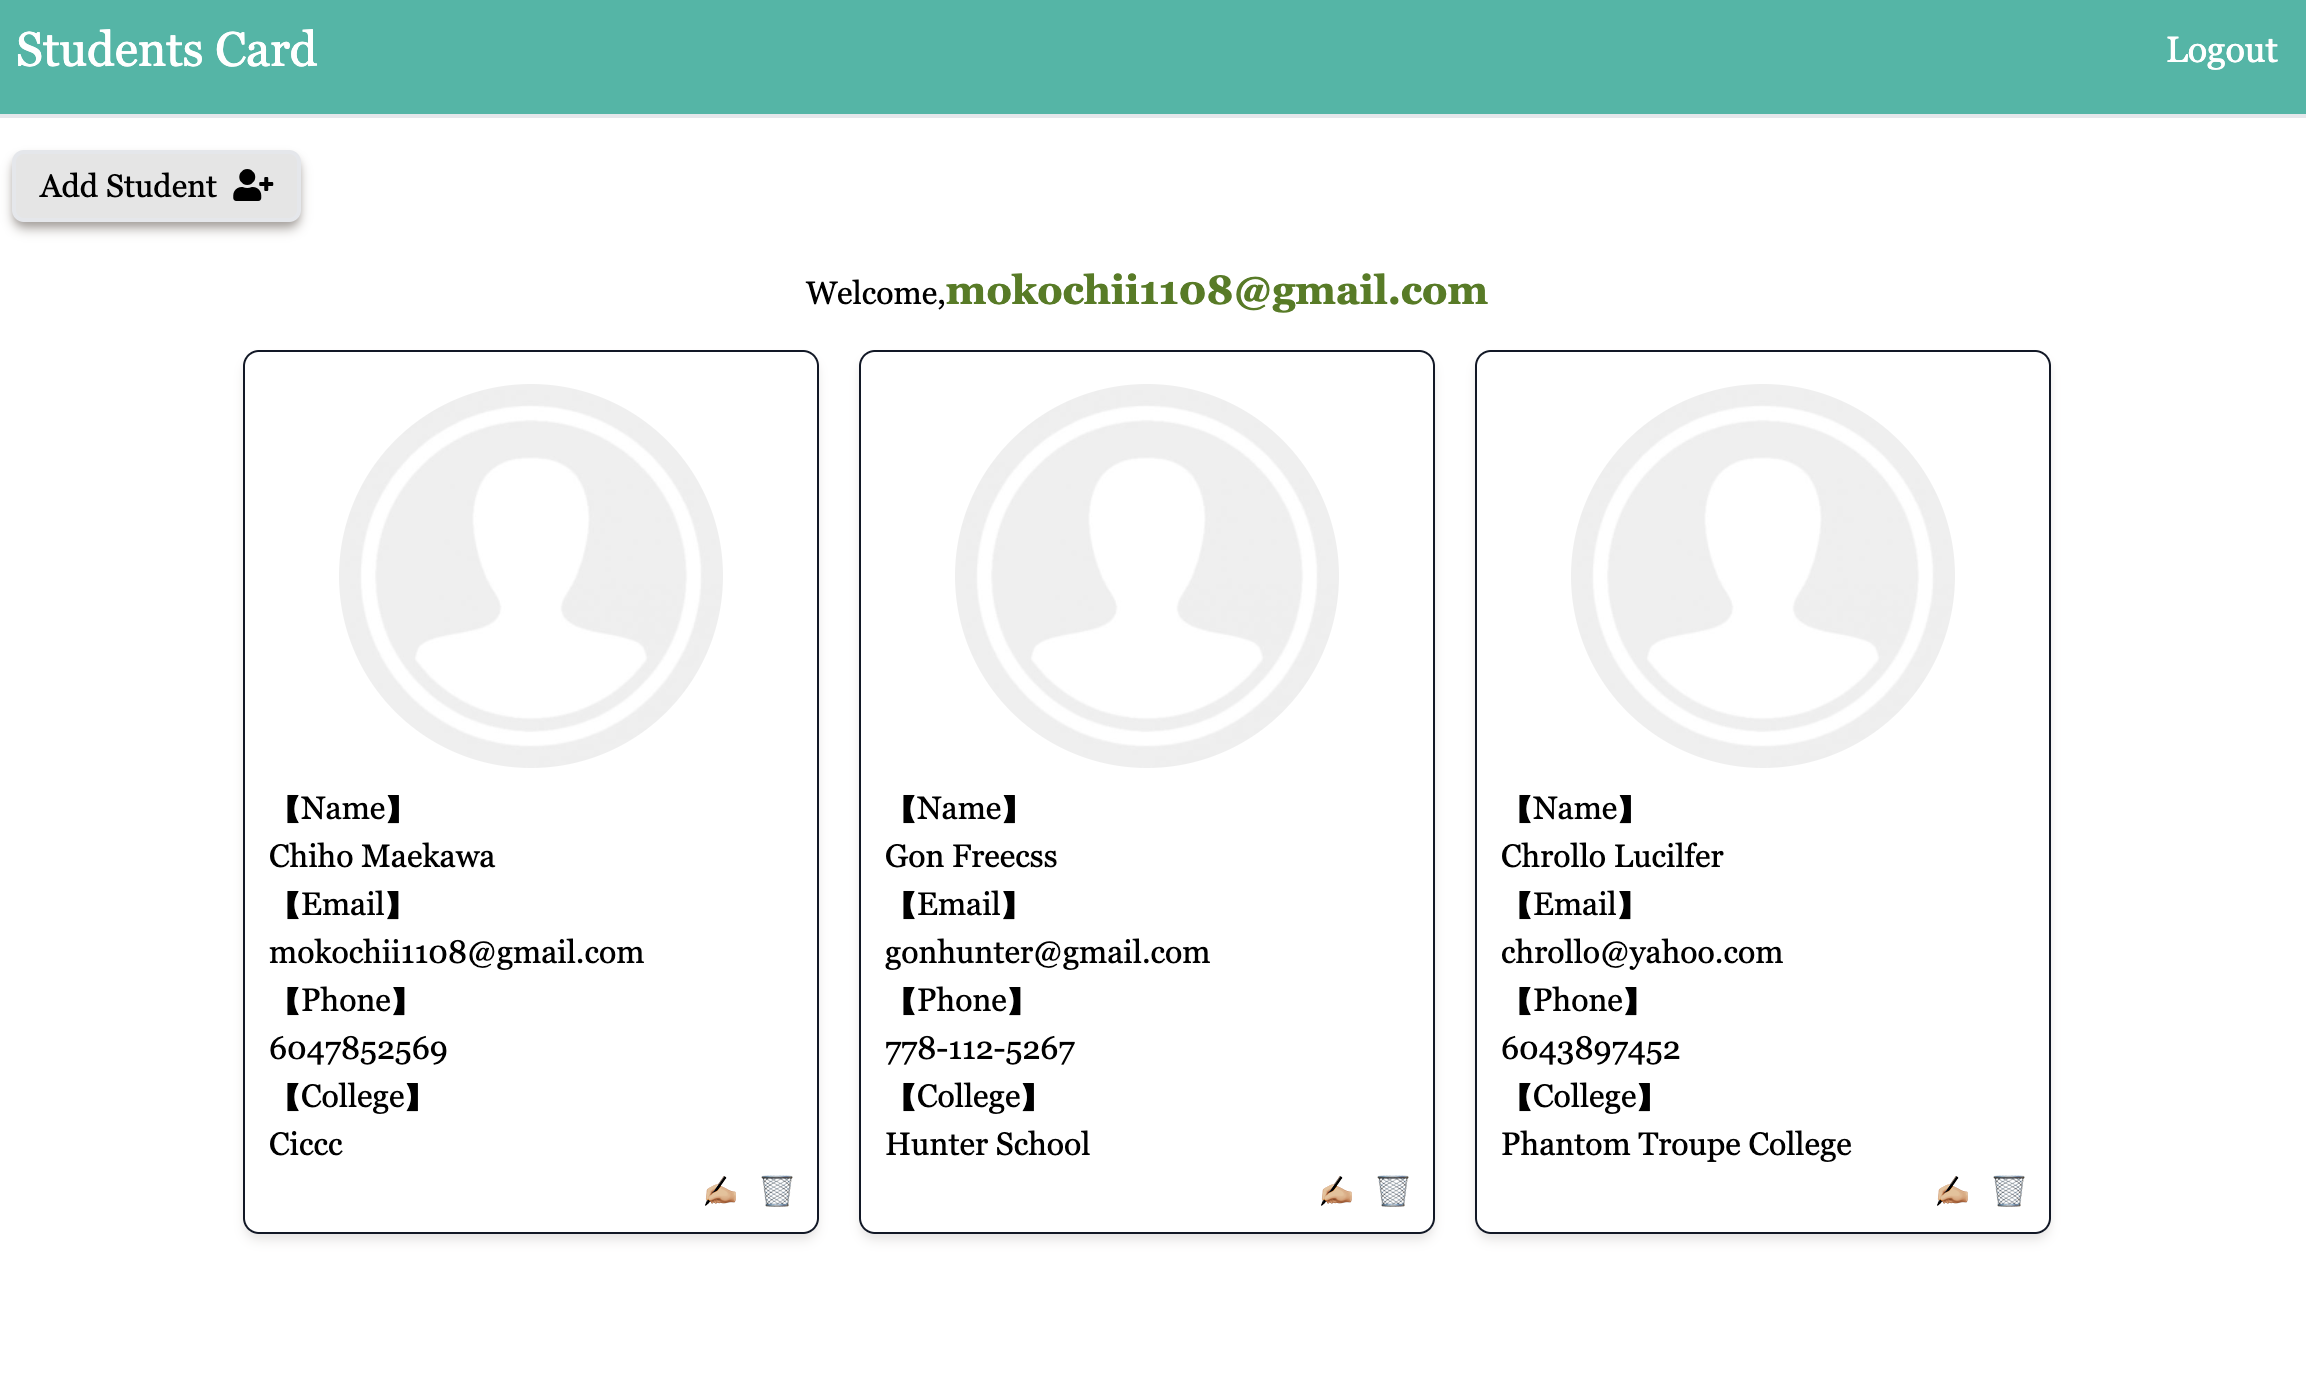 Students Card
Logout
Add Student
Welcome,mokochii1108@gmail.com
【Name】
Chiho Maekawa
【Email】
mokochii1108@gmail.com
【Phone】
6047852569
【College】
Ciccc
【Name】
Gon Freecss
【Email】
gonhunter@gmail.com
【Phone】
778-112-5267
【College】
Hunter School
【Name】
Chrollo Lucilfer
【Email】
chrollo@yahoo.com
【Phone】
6043897452
【College】
Phantom Troupe College